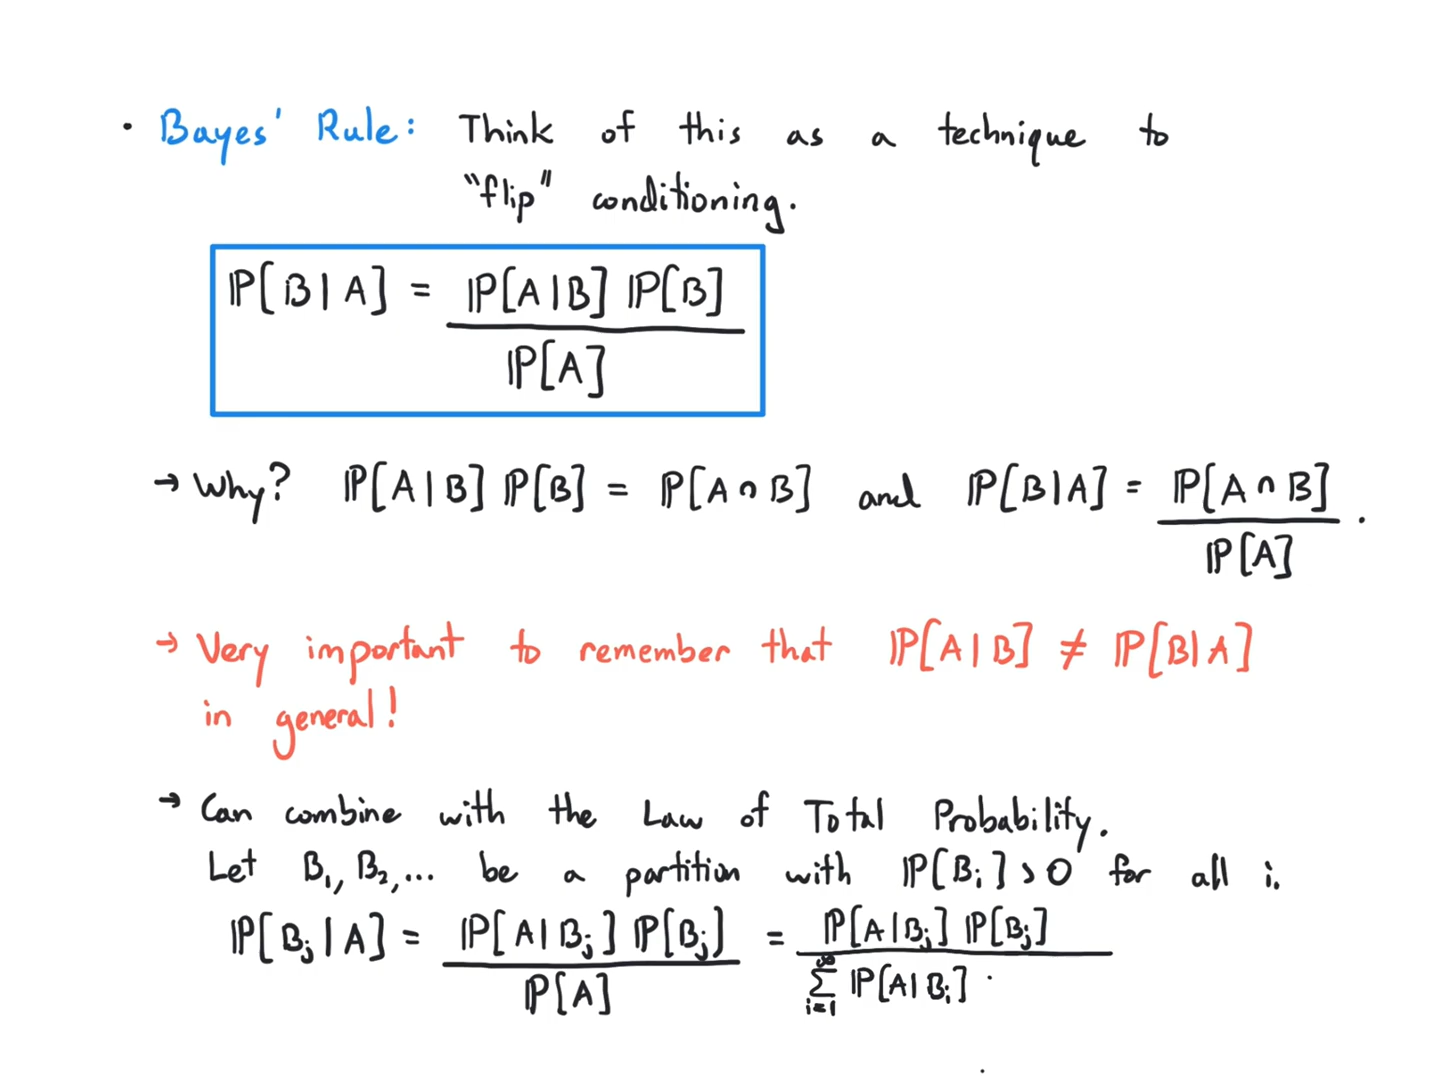 • Bayes' Rule: Think of this as a technique to
"flip" conditioning.
ℙ[B|A] = ℙ[A|B] ℙ[B] / ℙ[A]
→ Why? ℙ[A|B] ℙ[B] = ℙ[A∩B] and ℙ[B|A] = ℙ[A∩B] / ℙ[A] .
→ Very important to remember that ℙ[A|B] ≠ ℙ[B|A]
in general!
→ Can combine with the Law of Total Probability.
Let B₁, B₂, ... be a partition with ℙ[Bᵢ] > 0 for all i.
ℙ[Bⱼ|A] = ℙ[A|Bⱼ] ℙ[Bⱼ] / ℙ[A] = ℙ[A|Bⱼ] ℙ[Bⱼ] / ∑_{i=1}^{∞} ℙ[A|Bᵢ] ·